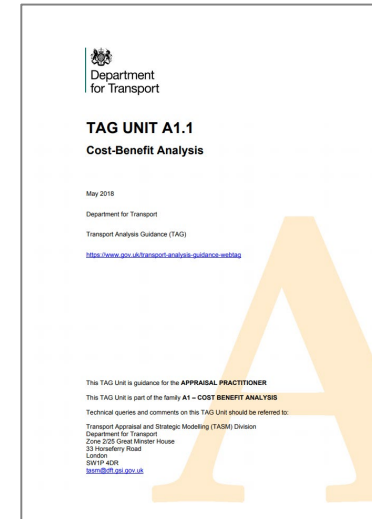 Department
for Transport
TAG UNIT A1.1
Cost-Benefit Analysis
May 2018
Department for Transport
Transport Analysis Guidance (TAG)
https://www.gov.uk/transport-analysis-guidance-webtag
This TAG Unit is guidance for the APPRAISAL PRACTITIONER
This TAG Unit is part of the family A1 – COST BENEFIT ANALYSIS
Technical queries and comments on this TAG Unit should be referred to:
Transport Appraisal and Strategic Modelling (TASM) Division
Department for Transport
Zone 2/25 Great Minster House
33 Horseferry Road
London
SW1P 4DR
tasm@dft.gsi.gov.uk
A